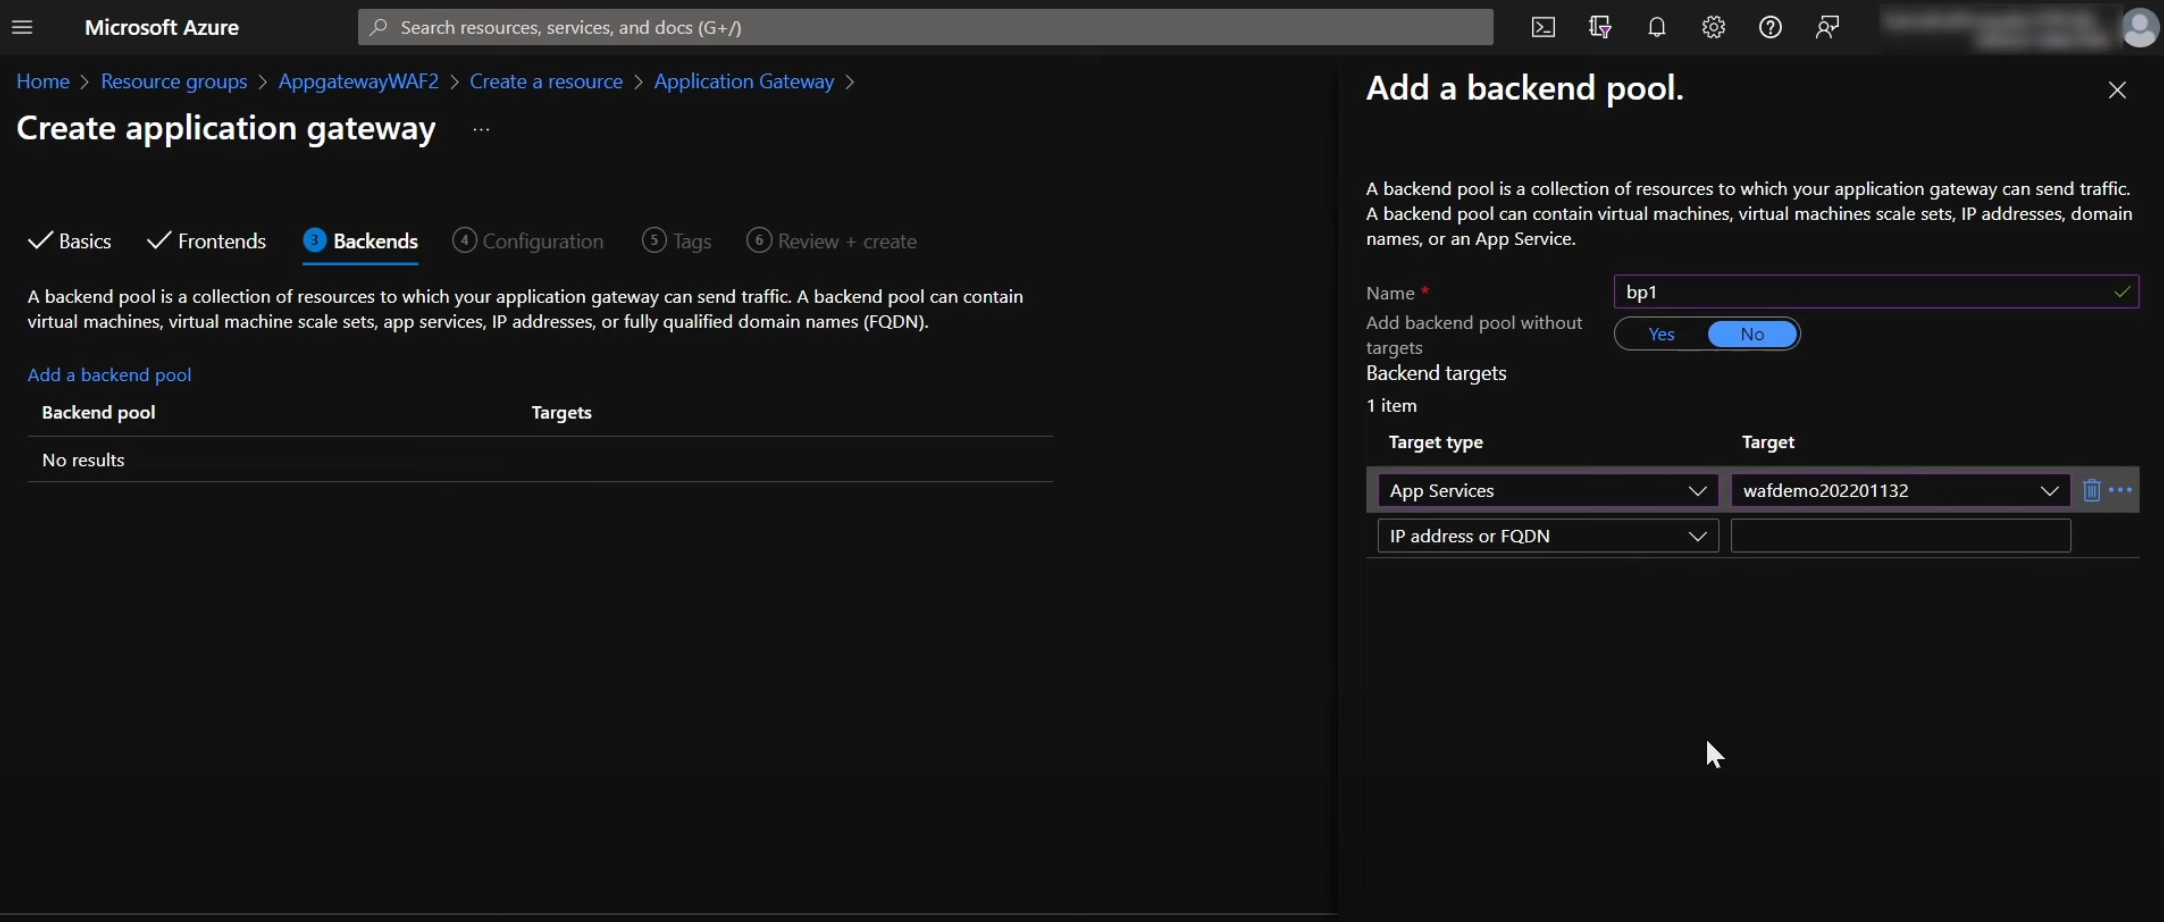 Microsoft Azure
Search resources, services, and docs (G+/)
Home > Resource groups > AppgatewayWAF2 > Create a resource > Application Gateway >
Create application gateway ...
Basics
Frontends
3 Backends
4 Configuration
5 Tags
6 Review + create
A backend pool is a collection of resources to which your application gateway can send traffic. A backend pool can contain
virtual machines, virtual machine scale sets, app services, IP addresses, or fully qualified domain names (FQDN).
Add a backend pool
Backend pool Targets
No results
Add a backend pool.
A backend pool is a collection of resources to which your application gateway can send traffic.
A backend pool can contain virtual machines, virtual machines scale sets, IP addresses, domain
names, or an App Service.
Name * bp1
Add backend pool without
targets
Yes No
Backend targets
1 item
Target type Target
App Services wafdemo202201132
IP address or FQDN